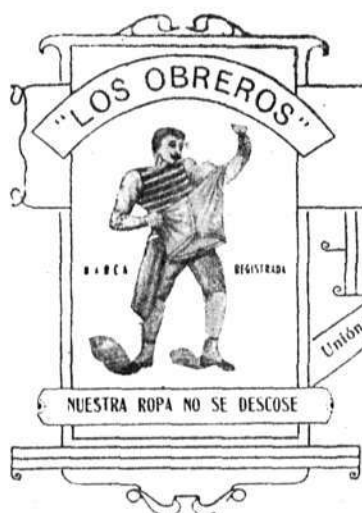 "LOS OBREROS"
MARCA REGISTRADA
Unión
NUESTRA ROPA NO SE DESCOSE